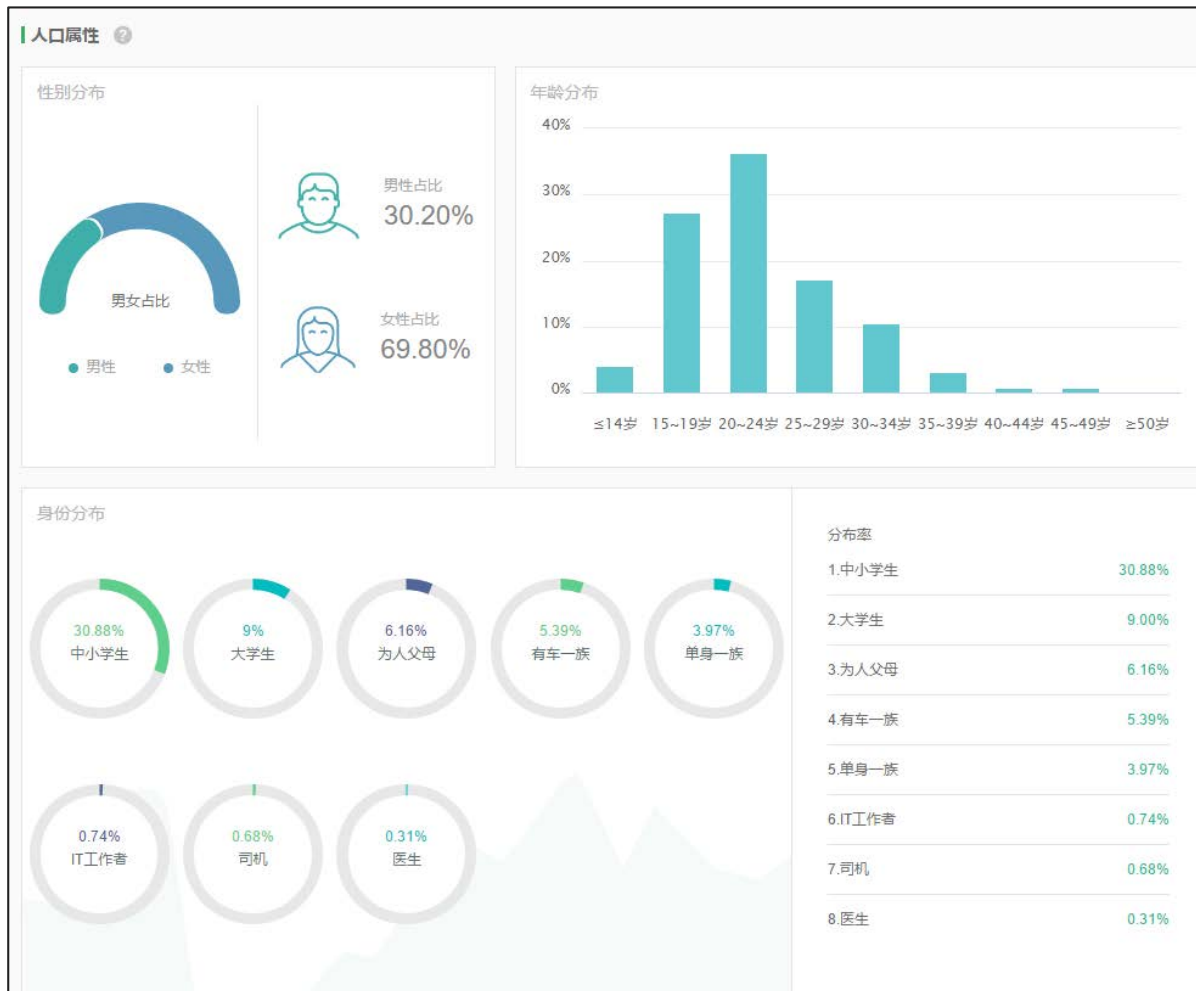 人口属性 ?
性别分布
男女占比
男性 女性
男性占比
30.20%
女性占比
69.80%
年龄分布
40%
30%
20%
10%
0%
≤14岁 15~19岁 20~24岁 25~29岁 30~34岁 35~39岁 40~44岁 45~49岁 ≥50岁
身份分布
30.88%
中小学生
9%
大学生
6.16%
为人父母
5.39%
有车一族
3.97%
单身一族
0.74%
IT工作者
0.68%
司机
0.31%
医生
分布率
1.中小学生 30.88%
2.大学生 9.00%
3.为人父母 6.16%
4.有车一族 5.39%
5.单身一族 3.97%
6.IT工作者 0.74%
7.司机 0.68%
8.医生 0.31%